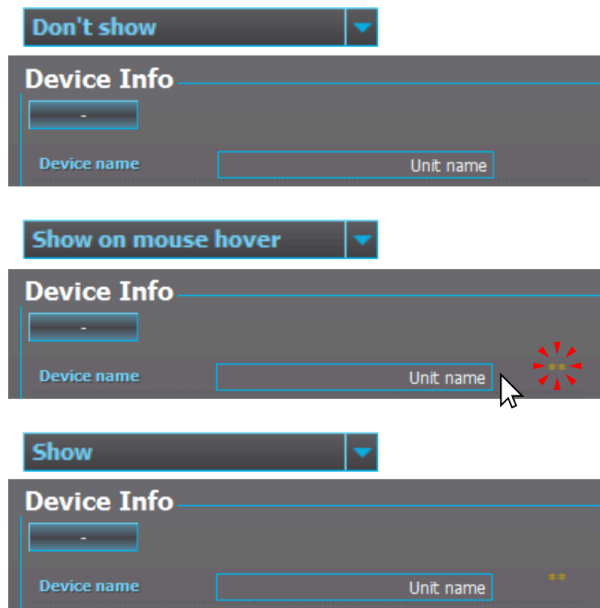 Don't show
Device Info
-
Device name Unit name
Show on mouse hover
Device Info
-
**
Device name Unit name
Show
Device Info
-
Device name Unit name **